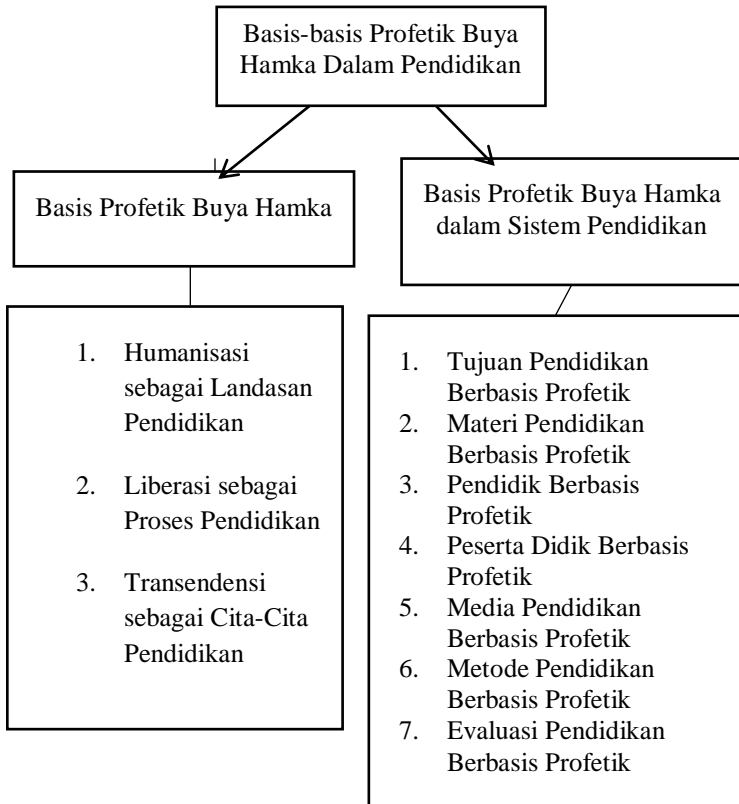 Basis-basis Profetik Buya
Hamka Dalam Pendidikan
Basis Profetik Buya Hamka
Basis Profetik Buya Hamka
dalam Sistem Pendidikan
1. Humanisasi
sebagai Landasan
Pendidikan
2. Liberasi sebagai
Proses Pendidikan
3. Transendensi
sebagai Cita-Cita
Pendidikan
1. Tujuan Pendidikan
Berbasis Profetik
2. Materi Pendidikan
Berbasis Profetik
3. Pendidik Berbasis
Profetik
4. Peserta Didik Berbasis
Profetik
5. Media Pendidikan
Berbasis Profetik
6. Metode Pendidikan
Berbasis Profetik
7. Evaluasi Pendidikan
Berbasis Profetik